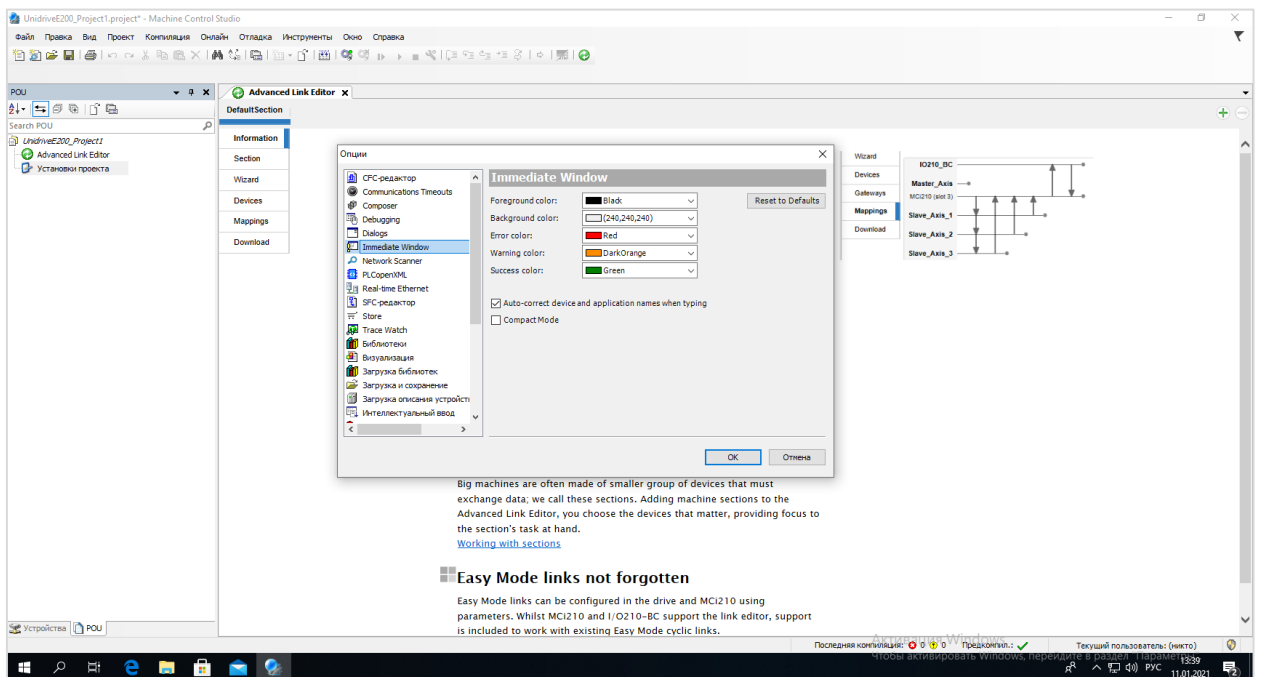 UnidriveE200_Project1.project* - Machine Control Studio
Файл Правка Вид Проект Компиляция Онлайн Отладка Инструменты Окно Справка
POU
Search POU
UnidriveE200_Project1
Advanced Link Editor
Установки проекта
Устройства POU
Advanced Link Editor
DefaultSection
Information
Section
Wizard
Devices
Mappings
Download
Опции
CFC-редактор
Communications Timeouts
Composer
Debugging
Dialogs
Immediate Window
Network Scanner
PLCopenXML
Real-time Ethernet
SFC-редактор
Store
Trace Watch
Библиотеки
Визуализация
Загрузка библиотек
Загрузка и сохранение
Загрузка описания устройств
Интеллектуальный ввод
Immediate Window
Foreground color: Black
Reset to Defaults
Background color: (240,240,240)
Error color: Red
Warning color: DarkOrange
Success color: Green
Auto-correct device and application names when typing
Compact Mode
OK Отмена
Wizard
Devices
Gateways
Mappings
Download
IO210_BC
Master_Axis
MCi210 (slot 3)
Slave_Axis_1
Slave_Axis_2
Slave_Axis_3
Big machines are often made of smaller group of devices that must
exchange data; we call these sections. Adding machine sections to the
Advanced Link Editor, you choose the devices that matter, providing focus to
the section's task at hand.
Working with sections
Easy Mode links not forgotten
Easy Mode links can be configured in the drive and MCi210 using
parameters. Whilst MCi210 and I/O210-BC support the link editor, support
is included to work with existing Easy Mode cyclic links.
Активация Windows
Чтобы активировать Windows, перейдите в раздел "Параметры".
Последняя компиляция: 0 0 Предкомпил.: Текущий пользователь: (никто)
РУС
13:39
11.01.2021
2